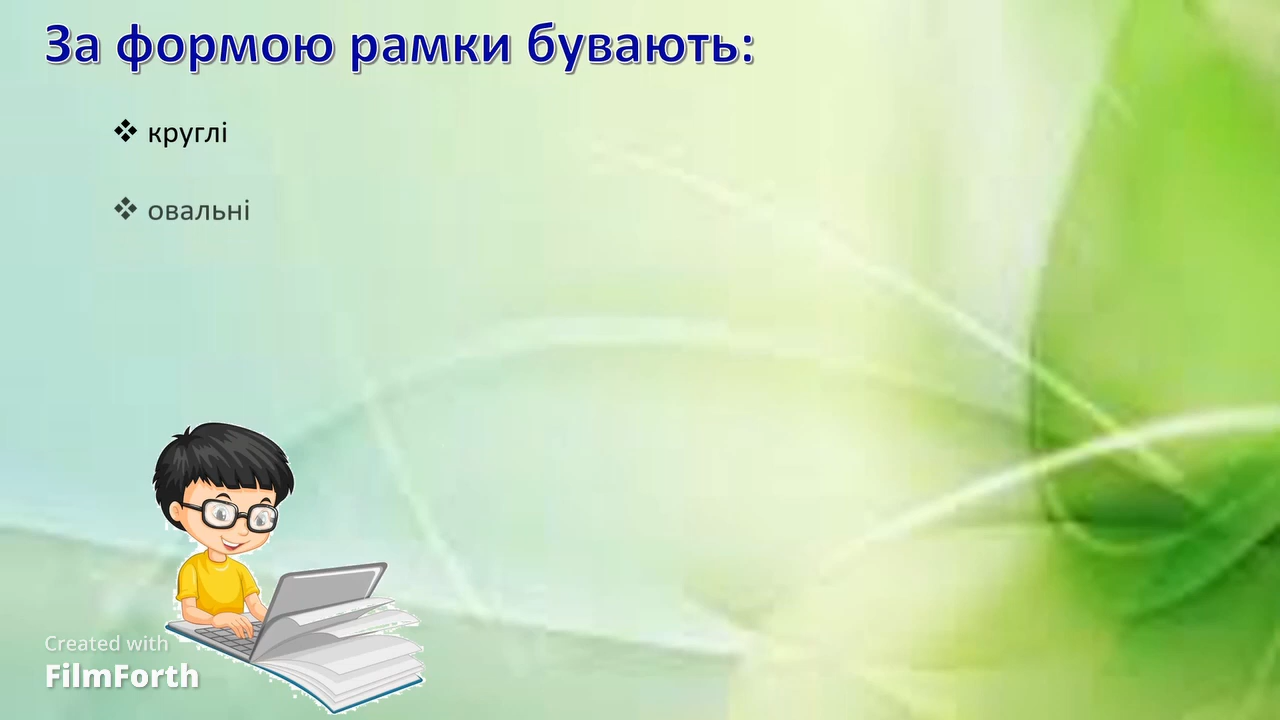 За формою рамки бувають:
❖ круглі
❖ овальні
Created with
FilmForth